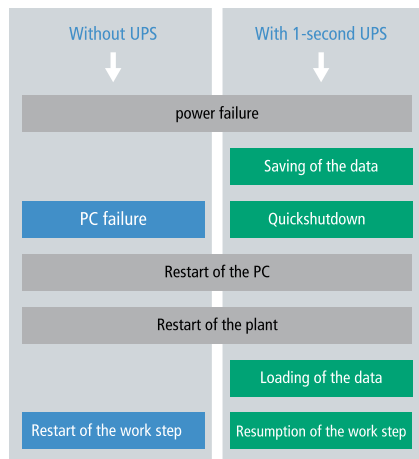 Without UPS
With 1-second UPS
power failure
Saving of the data
PC failure
Quickshutdown
Restart of the PC
Restart of the plant
Loading of the data
Restart of the work step
Resumption of the work step